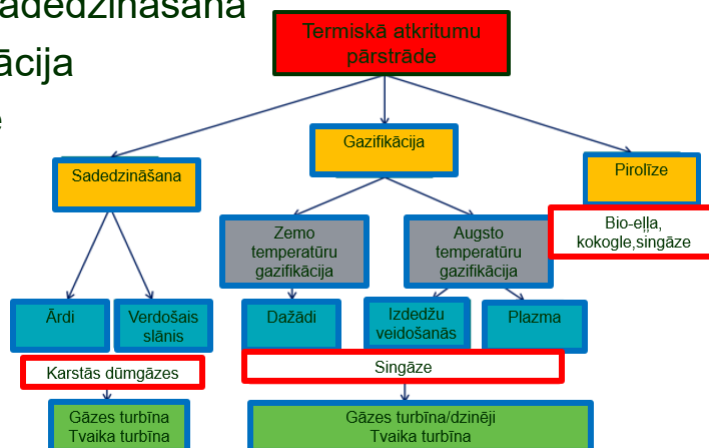 sadedzināšana
ācija
Termiskā atkritumu
pārstrāde
Gazifikācija
Sadedzināšana
Pirolīze
Bio-eļļa,
kokogle,singāze
Zemo
temperatūru
gazifikācija
Augsto
temperatūru
gazifikācija
Ārdi
Verdošais
slānis
Dažādi
Izdedžu
veidošanās
Plazma
Karstās dūmgāzes
Singāze
Gāzes turbīna
Tvaika turbīna
Gāzes turbīna/dzinēji
Tvaika turbīna